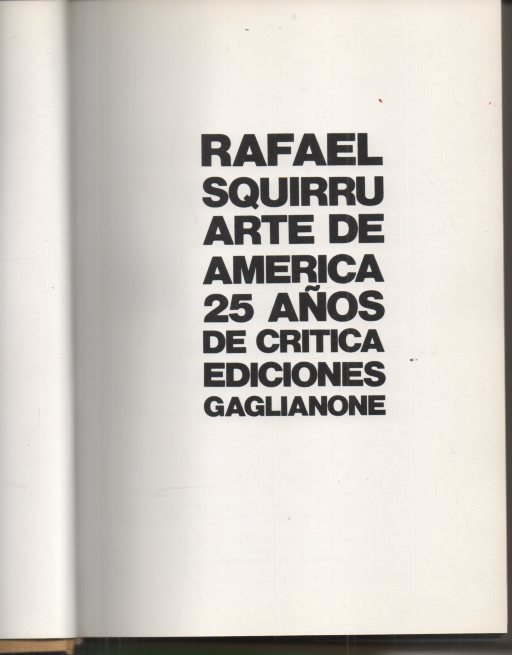 RAFAEL
SQUIRRU
ARTE DE
AMERICA
25 AÑOS
DE CRITICA
EDICIONES
GAGLIANONE